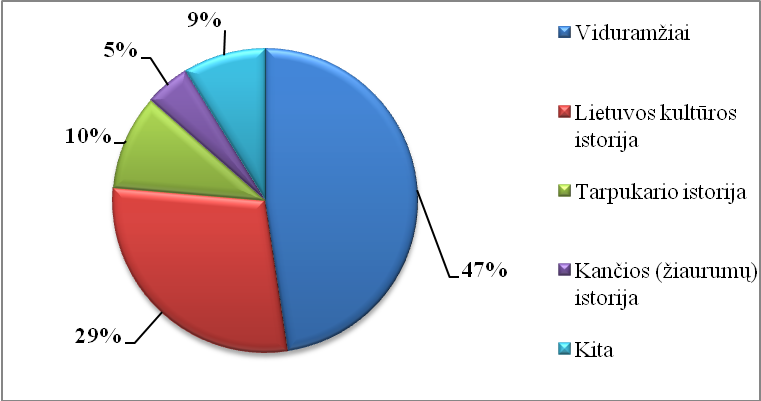 9%
5%
10%
47%
29%
Viduramžiai
Lietuvos kultūros
istorija
Tarpukario istorija
Kančios (žiaurumų)
istorija
Kita